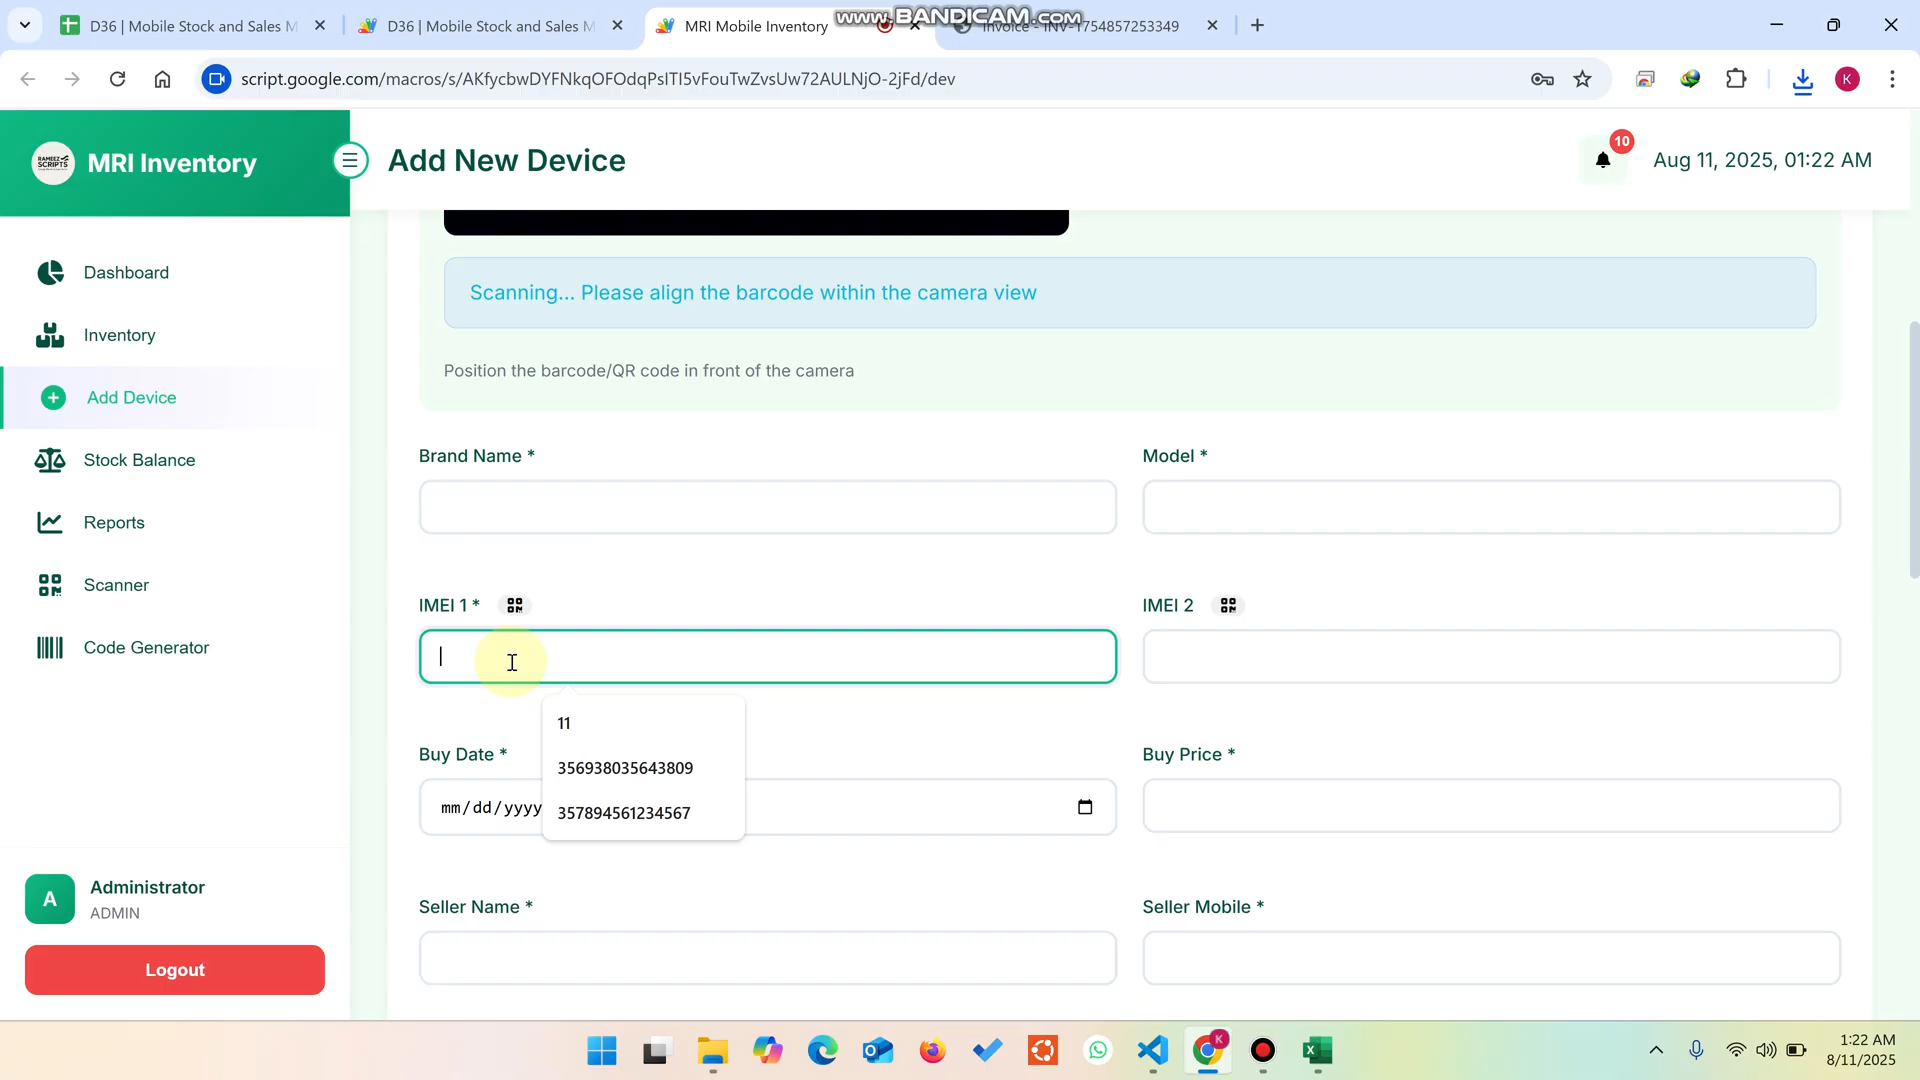 D36 | Mobile Stock and Sales M
D36 | Mobile Stock and Sales M
MRI Mobile Inventory
Invoice - INV-1754857253349
www.BANDICAM.com
script.google.com/macros/s/AKfycbwDYFNkqOFOdqPsITI5vFouTwZvsUw72AULNjO-2jFd/dev
K
RAMEEZ
SCRIPTS
MRI Inventory
Add New Device
10
Aug 11, 2025, 01:22 AM
Dashboard
Inventory
Add Device
Stock Balance
Reports
Scanner
Code Generator
A
Administrator
ADMIN
Logout
Scanning... Please align the barcode within the camera view
Position the barcode/QR code in front of the camera
Brand Name *
Model *
IMEI 1 *
IMEI 2
11
356938035643809
357894561234567
Buy Date *
mm/dd/yyyy
Buy Price *
Seller Name *
Seller Mobile *
K
1:22 AM
8/11/2025